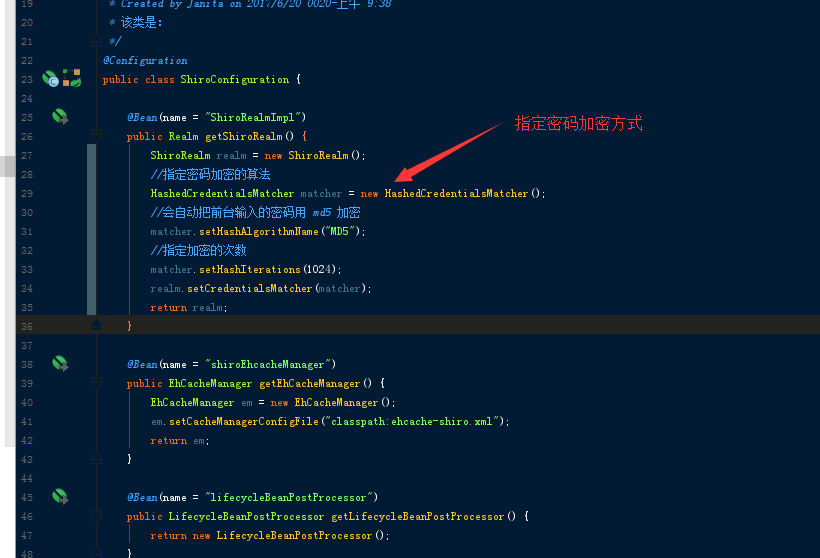 19 * Created by Janita on 2017/6/20 0020-上午 9:38
20 * 该类是:
21 */
22 @Configuration
23 public class ShiroConfiguration {
24
25 @Bean(name = "ShiroRealmImpl")
26 public Realm getShiroRealm() {
27 ShiroRealm realm = new ShiroRealm();
28 //指定密码加密的算法
29 HashedCredentialsMatcher matcher = new HashedCredentialsMatcher();
30 //会自动把前台输入的密码用 md5 加密
31 matcher.setHashAlgorithmName("MD5");
32 //指定加密的次数
33 matcher.setHashIterations(1024);
34 realm.setCredentialsMatcher(matcher);
35 return realm;
36 }
37
38 @Bean(name = "shiroEhcacheManager")
39 public EhCacheManager getEhCacheManager() {
40 EhCacheManager em = new EhCacheManager();
41 em.setCacheManagerConfigFile("classpath:ehcache-shiro.xml");
42 return em;
43 }
44
45 @Bean(name = "lifecycleBeanPostProcessor")
46 public LifecycleBeanPostProcessor getLifecycleBeanPostProcessor() {
47 return new LifecycleBeanPostProcessor();
48 }
指定密码加密方式